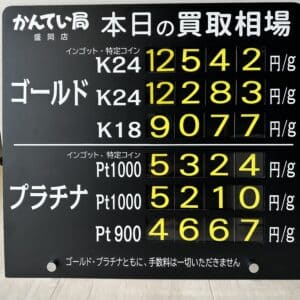 かんてい局 盛岡店 本日の買取相場
インゴット・特定コイン
K24 12542 円/g
ゴールド K24 12283 円/g
K18 9077 円/g
インゴット・特定コイン
Pt1000 5324 円/g
プラチナ Pt1000 5210 円/g
Pt900 4667 円/g
ゴールド・プラチナともに、手数料は一切いただきません